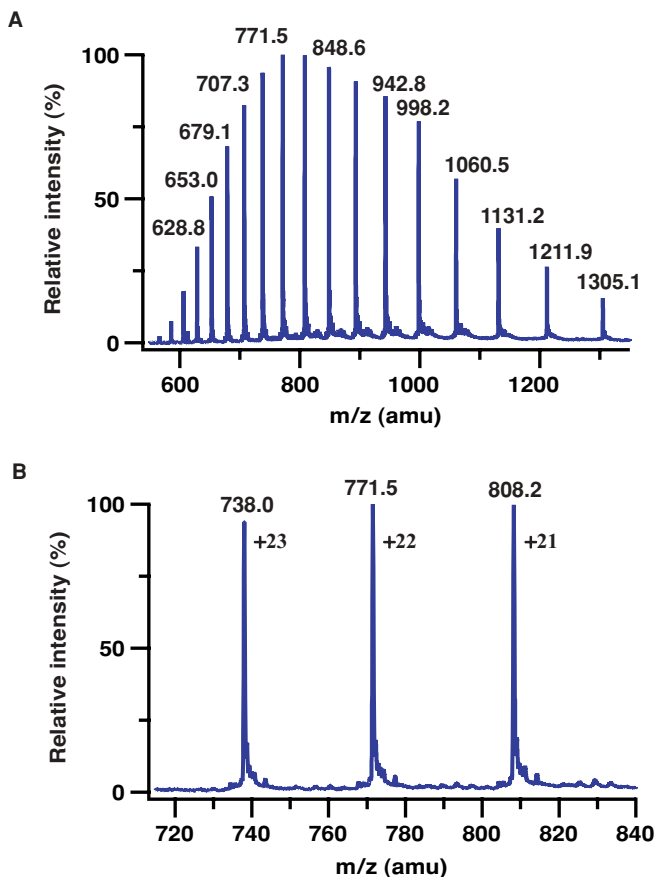 A
Relative intensity (%)
100
50
0
628.8
653.0
679.1
707.3
771.5
848.6
942.8
998.2
1060.5
1131.2
1211.9
1305.1
600 800 1000 1200
m/z (amu)
B
Relative intensity (%)
100
50
0
738.0 771.5 808.2
+23 +22 +21
720 740 760 780 800 820 840
m/z (amu)